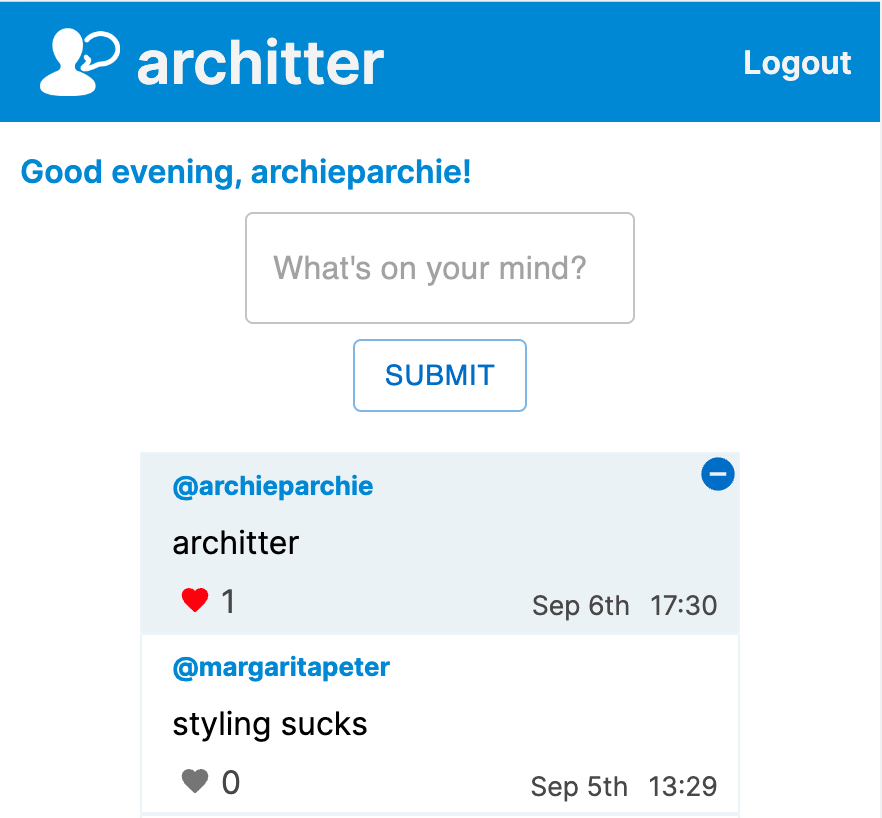 architter
Logout
Good evening, archieparchie!
What's on your mind?
SUBMIT
@archieparchie
architter
1
Sep 6th 17:30
@margaritapeter
styling sucks
0
Sep 5th 13:29